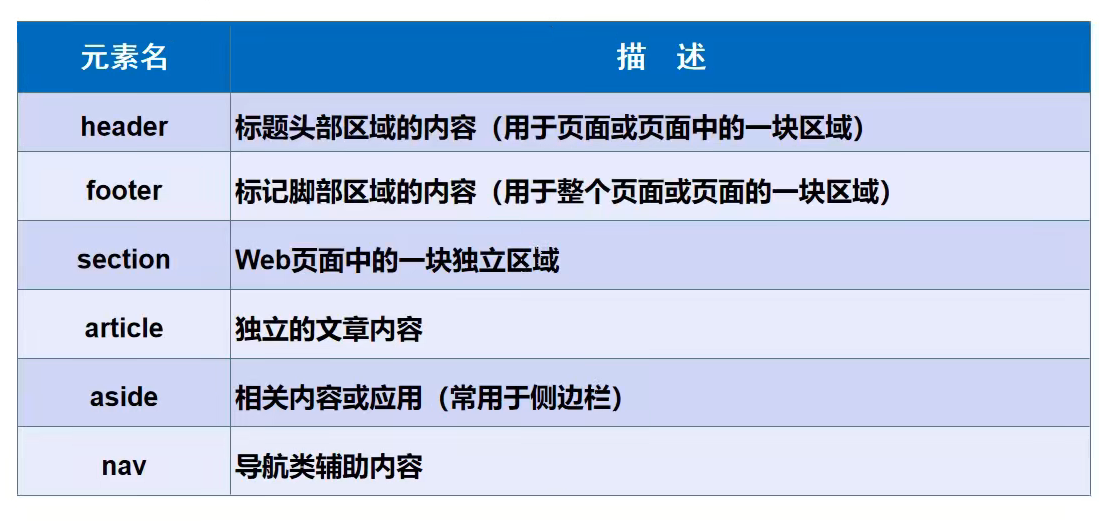 元素名 描 述
header 标题头部区域的内容（用于页面或页面中的一块区域）
footer 标记脚部区域的内容（用于整个页面或页面的一块区域）
section Web页面中的一块独立区域
article 独立的文章内容
aside 相关内容或应用（常用于侧边栏）
nav 导航类辅助内容